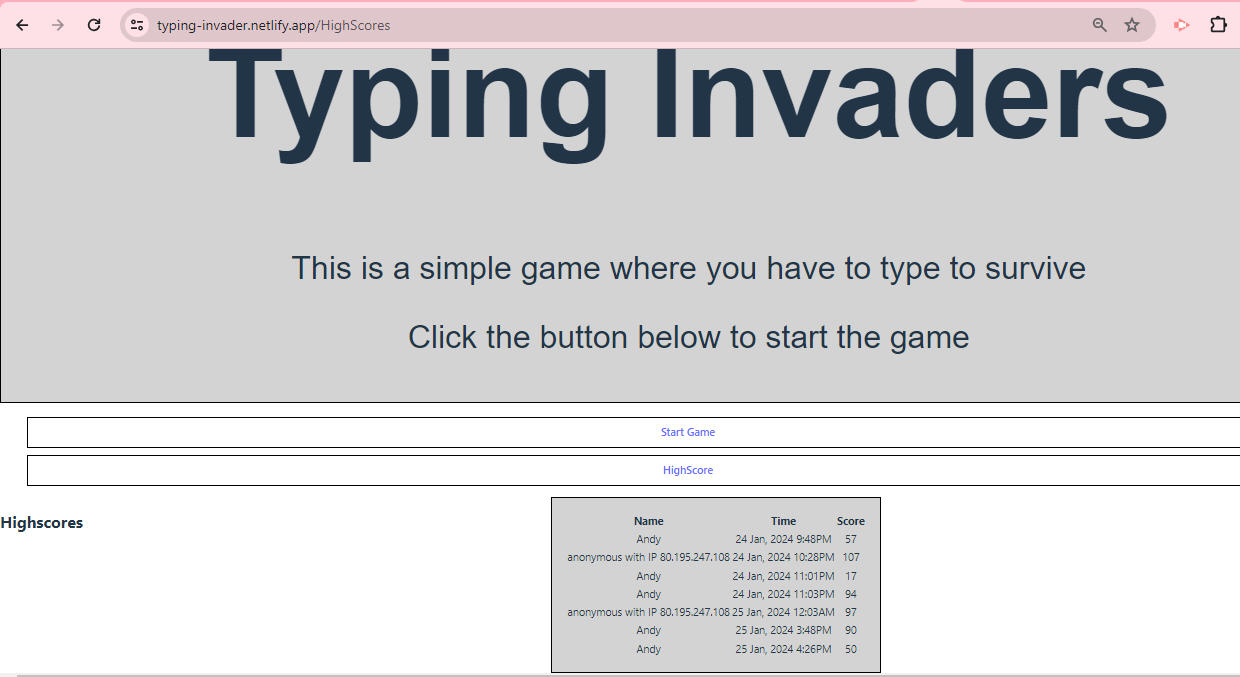 typing-invader.netlify.app/HighScores
Typing Invaders
This is a simple game where you have to type to survive
Click the button below to start the game
Start Game
HighScore
Highscores
Name Time Score
Andy 24 Jan, 2024 9:48PM 57
anonymous with IP 80.195.247.108 24 Jan, 2024 10:28PM 107
Andy 24 Jan, 2024 11:01PM 17
Andy 24 Jan, 2024 11:03PM 94
anonymous with IP 80.195.247.108 25 Jan, 2024 12:03AM 97
Andy 25 Jan, 2024 3:48PM 90
Andy 25 Jan, 2024 4:26PM 50